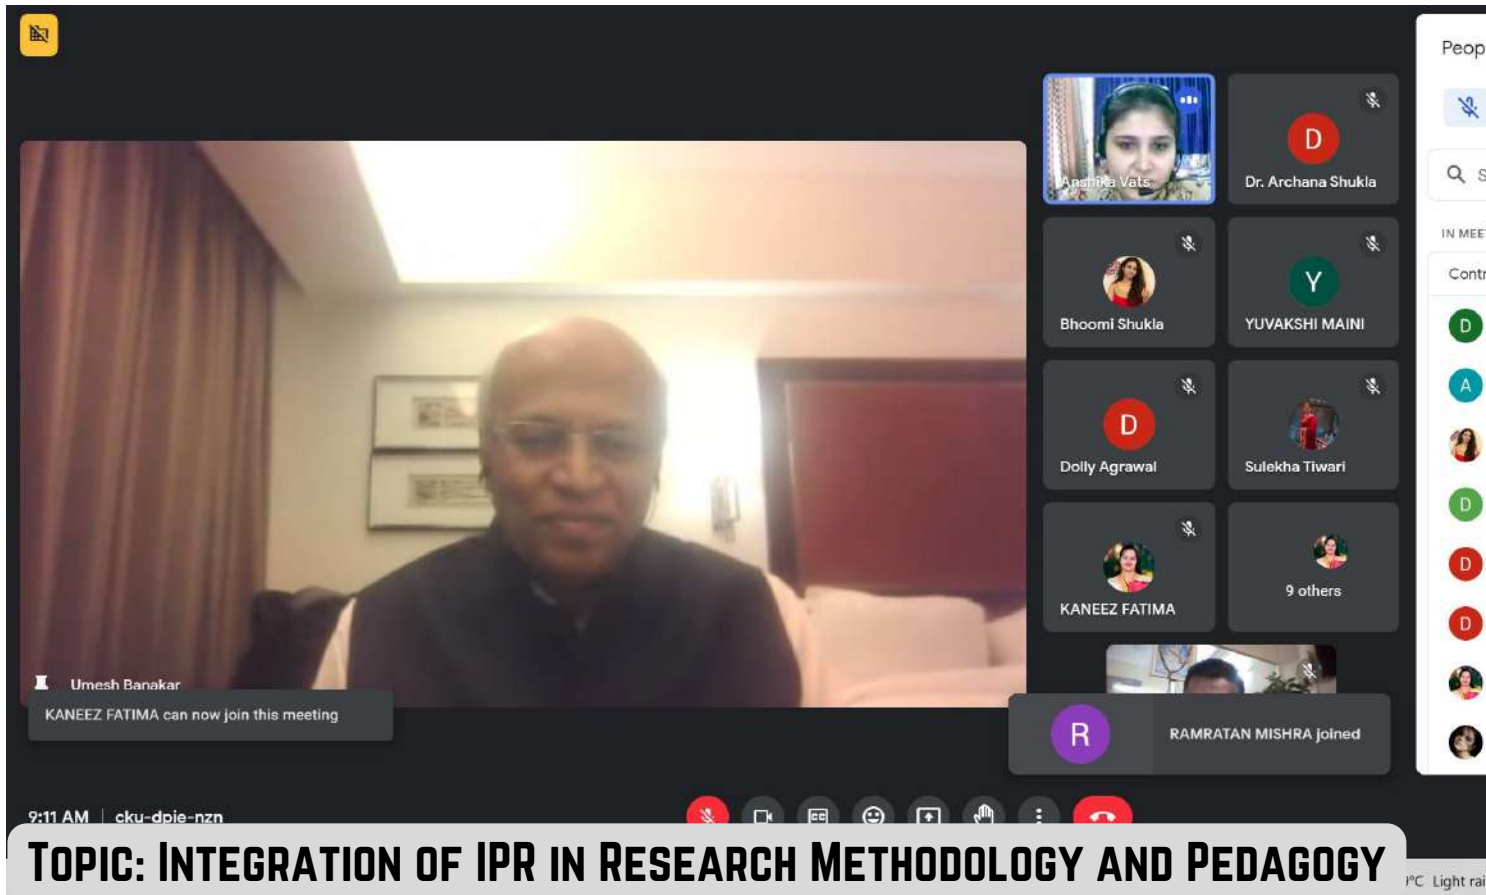 Peop
Anshika Vats
D
Dr. Archana Shukla
S
IN MEE
Contr
Bhoomi Shukla
Y
YUVAKSHI MAINI
D
A
D
Dolly Agrawal
Sulekha Tiwari
D
D
D
KANEEZ FATIMA
9 others
Umesh Banakar
KANEEZ FATIMA can now join this meeting
R
RAMRATAN MISHRA joined
9:11 AM | cku-dpie-nzn
CC
TOPIC: INTEGRATION OF IPR IN RESEARCH METHODOLOGY AND PEDAGOGY
°C Light rai